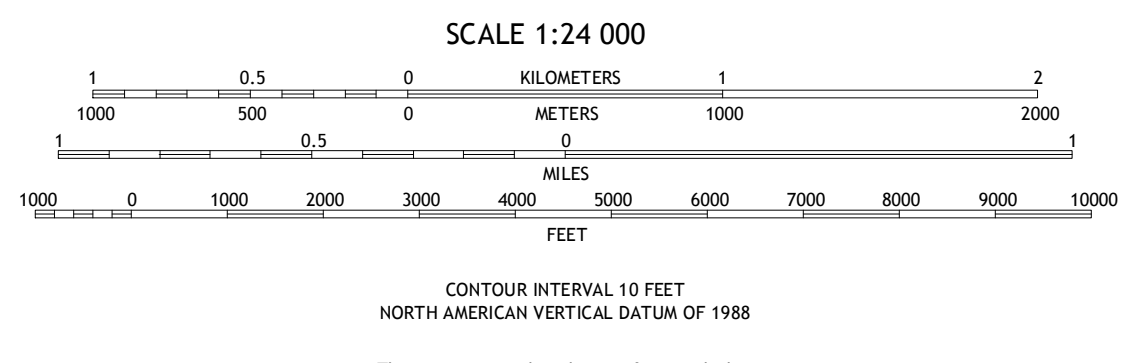 SCALE 1:24 000
1 0.5 0 KILOMETERS 1 2
1000 500 0 METERS 1000 2000
1 0.5 0 1
MILES
1000 0 1000 2000 3000 4000 5000 6000 7000 8000 9000 10000
FEET
CONTOUR INTERVAL 10 FEET
NORTH AMERICAN VERTICAL DATUM OF 1988